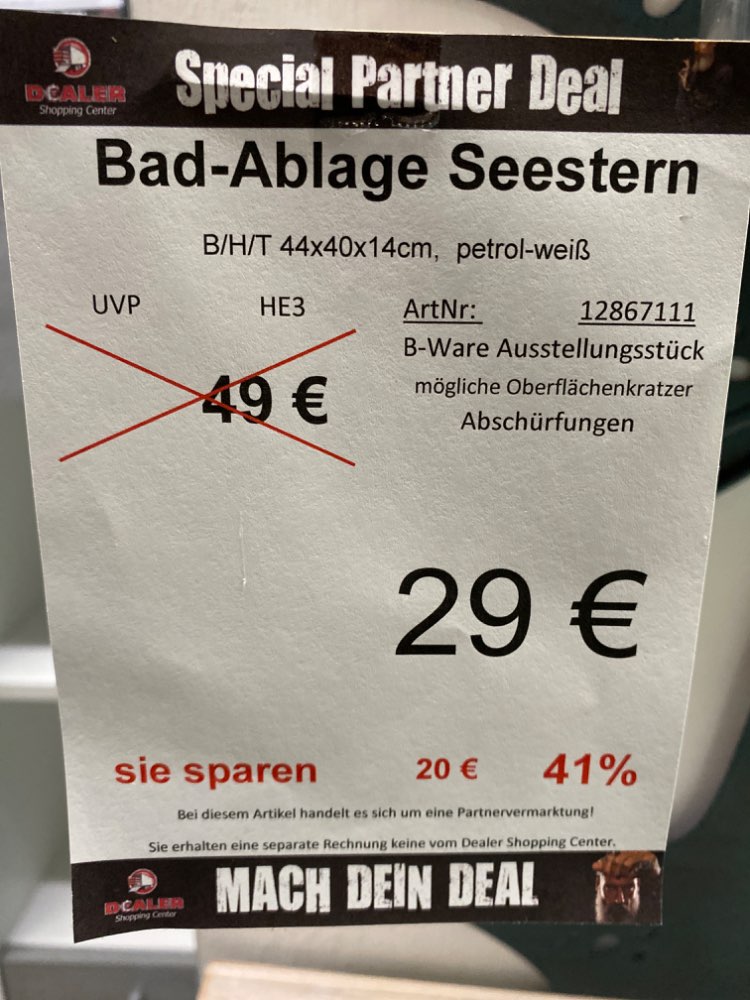 DEALER
Shopping Center
Special Partner Deal
Bad-Ablage Seestern
B/H/T 44x40x14cm, petrol-weiß
UVP HE3
49 €
ArtNr: 12867111
B-Ware Ausstellungsstück
mögliche Oberflächenkratzer
Abschürfungen
29 €
sie sparen 20 € 41%
Bei diesem Artikel handelt es sich um eine Partnervermarktung!
Sie erhalten eine separate Rechnung keine vom Dealer Shopping Center.
DEALER
Shopping Center
MACH DEIN DEAL